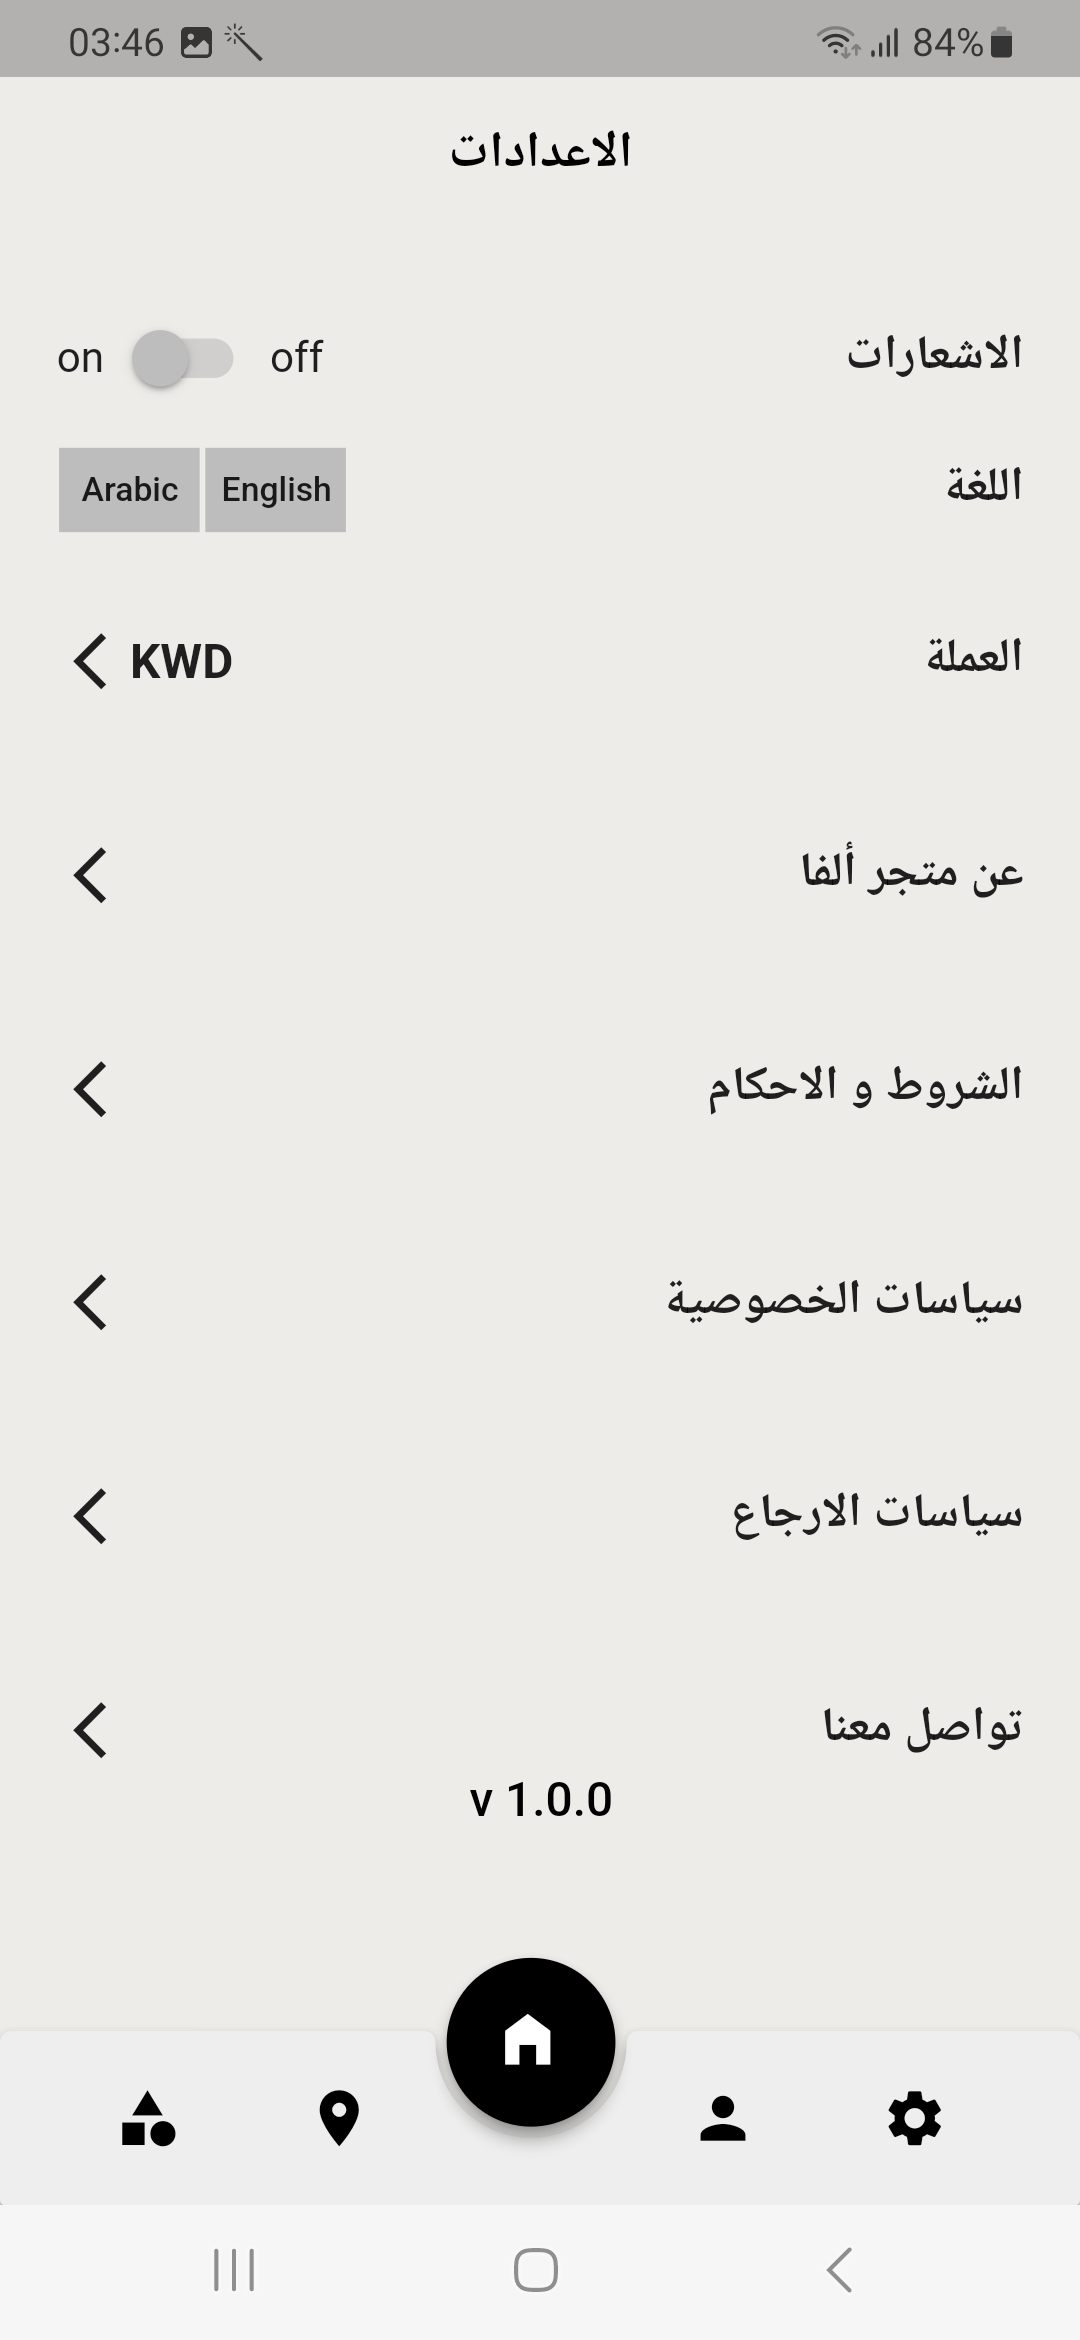 03:46 84%
الاعدادات
الاشعارات off on
اللغة English Arabic
العملة KWD
عن متجر ألفا
الشروط و الاحكام
سياسات الخصوصية
سياسات الارجاع
تواصل معنا
v 1.0.0